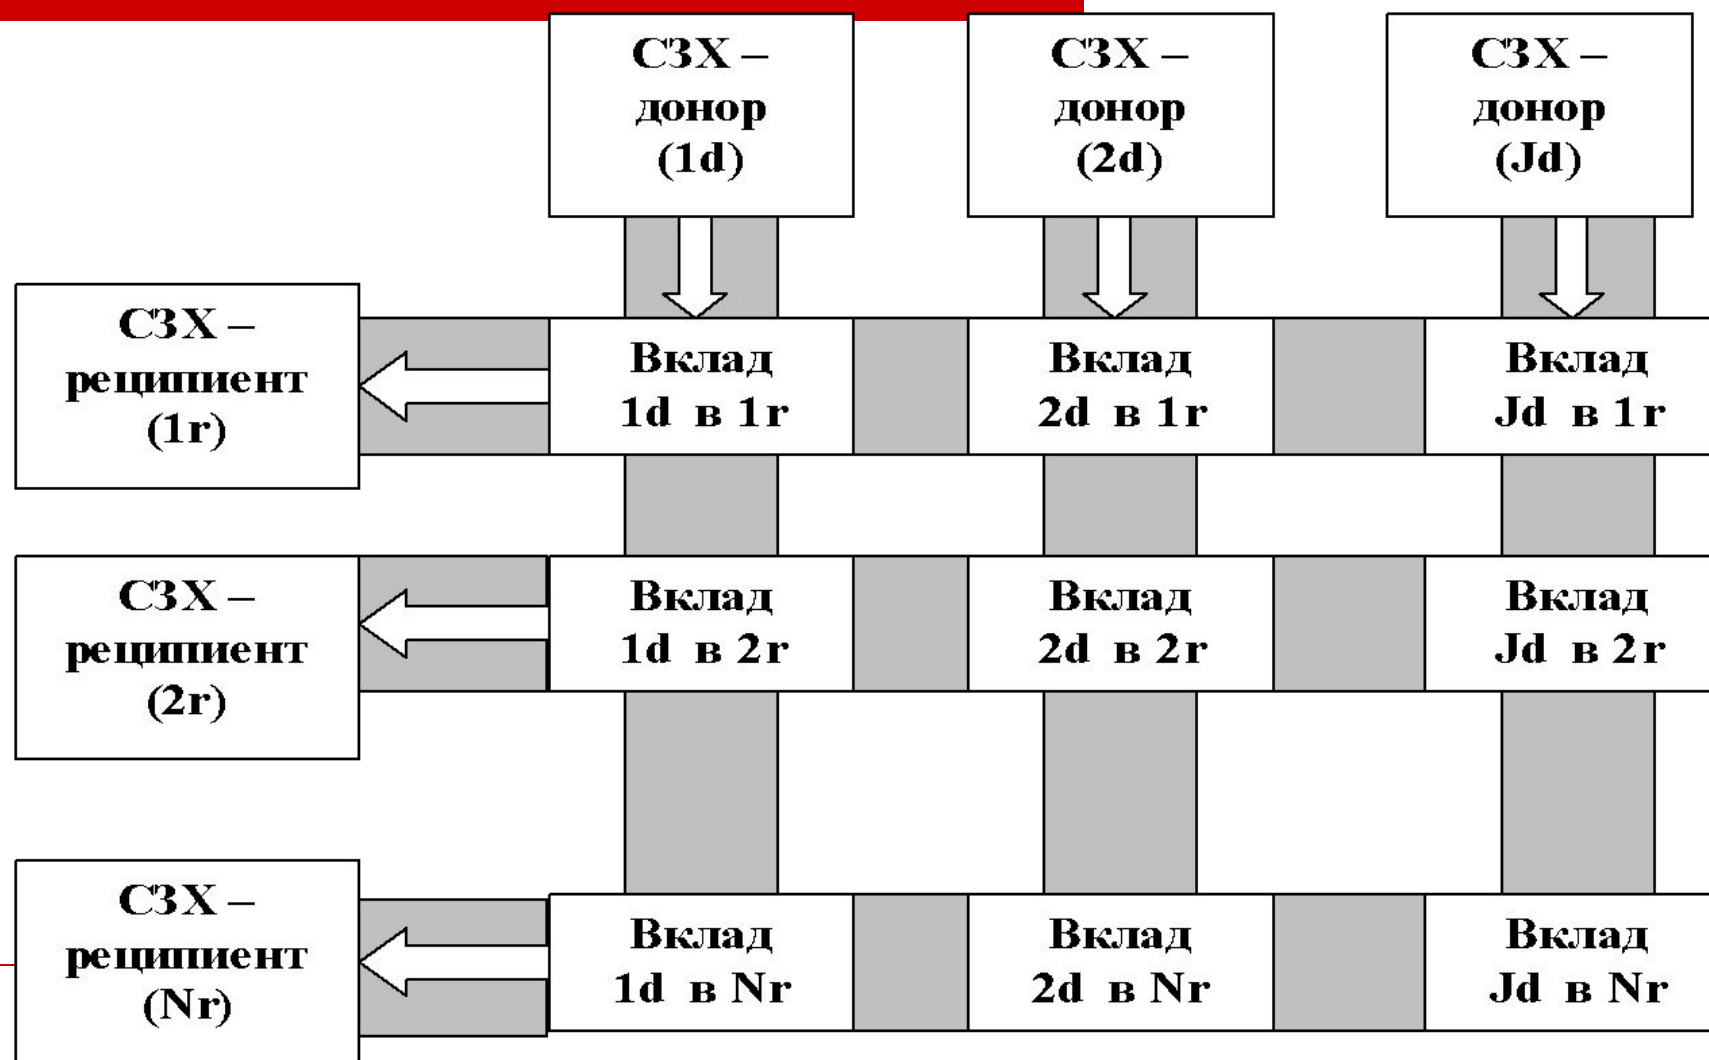 СЗХ –
донор
(1d)
СЗХ –
донор
(2d)
СЗХ –
донор
(Jd)
СЗХ –
реципиент
(1r)
Вклад
1d в 1r
Вклад
2d в 1r
Вклад
Jd в 1r
СЗХ –
реципиент
(2r)
Вклад
1d в 2r
Вклад
2d в 2r
Вклад
Jd в 2r
СЗХ –
реципиент
(Nr)
Вклад
1d в Nr
Вклад
2d в Nr
Вклад
Jd в Nr